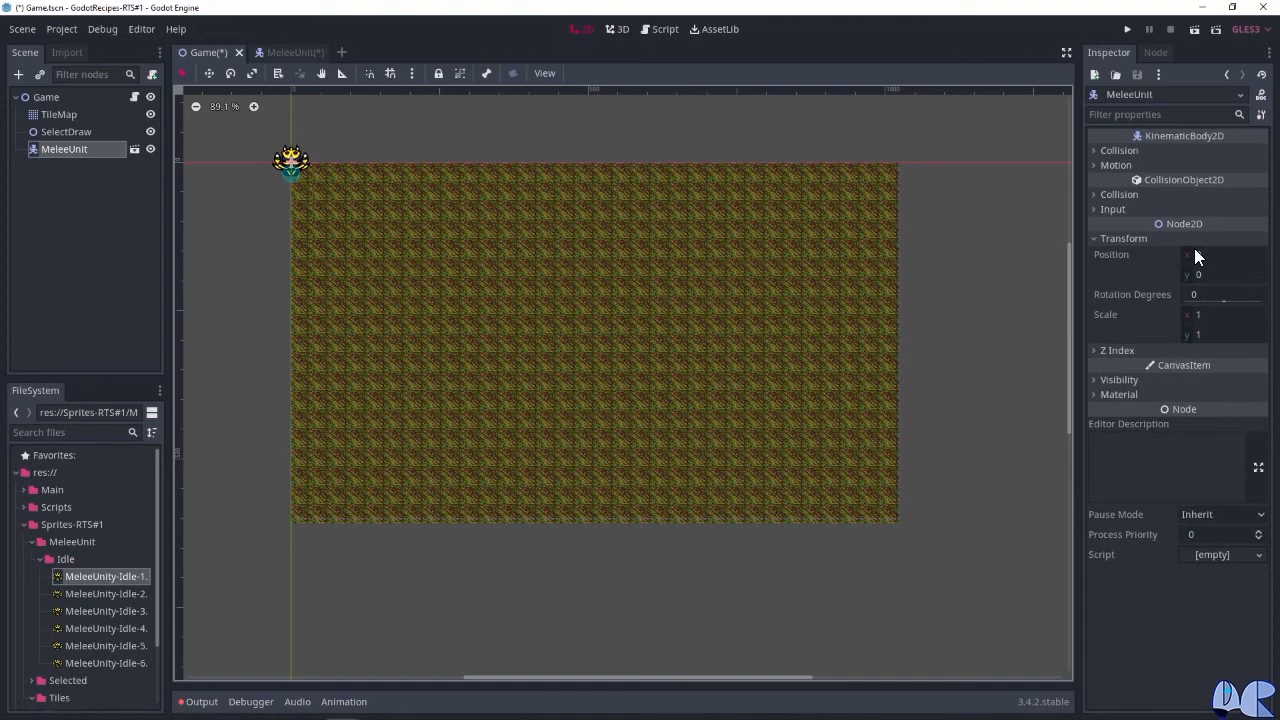 (*) Game.tscn - GodotRecipes-RTS#1 - Godot Engine
Scene Project Debug Editor Help
2D 3D Script AssetLib
GLES3
Scene Import
Filter nodes
Game
TileMap
SelectDraw
MeleeUnit
FileSystem
res://Sprites-RTS#1/M
Search files
Favorites:
res://
Main
Scripts
Sprites-RTS#1
MeleeUnit
Idle
MeleeUnity-Idle-1.
MeleeUnity-Idle-2.
MeleeUnity-Idle-3.
MeleeUnity-Idle-4.
MeleeUnity-Idle-5.
MeleeUnity-Idle-6.
Selected
Tiles
Game(*) MeleeUnit(*)
View
0 500 1000
89.1 %
0
500
Output Debugger Audio Animation 3.4.2.stable
Inspector Node
MeleeUnit
Filter properties
KinematicBody2D
Collision
Motion
CollisionObject2D
Collision
Input
Node2D
Transform
Position x
y 0
Rotation Degrees 0
Scale x 1
y 1
Z Index
CanvasItem
Visibility
Material
Node
Editor Description
Pause Mode Inherit
Process Priority 0
Script [empty]